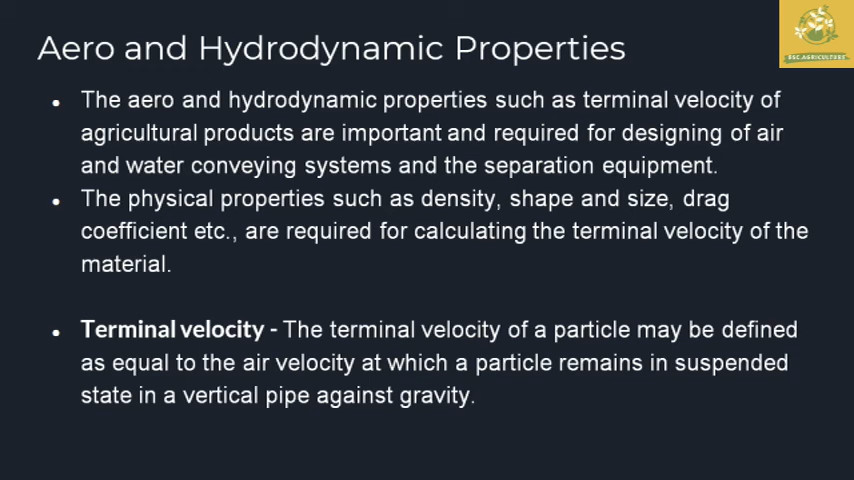 Aero and Hydrodynamic Properties
BSC.AGRICULTURE
• The aero and hydrodynamic properties such as terminal velocity of
agricultural products are important and required for designing of air
and water conveying systems and the separation equipment.
• The physical properties such as density, shape and size, drag
coefficient etc., are required for calculating the terminal velocity of the
material.
• Terminal velocity - The terminal velocity of a particle may be defined
as equal to the air velocity at which a particle remains in suspended
state in a vertical pipe against gravity.